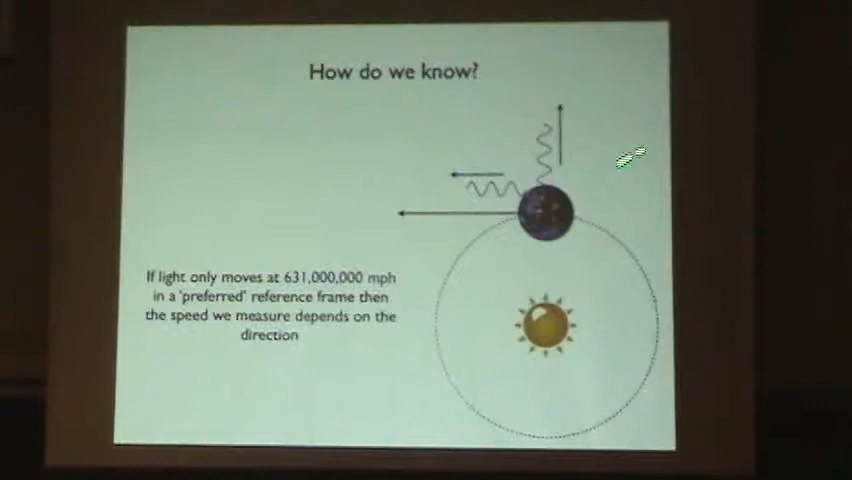 How do we know?
If light only moves at 631,000,000 mph
in a 'preferred' reference frame then
the speed we measure depends on the
direction